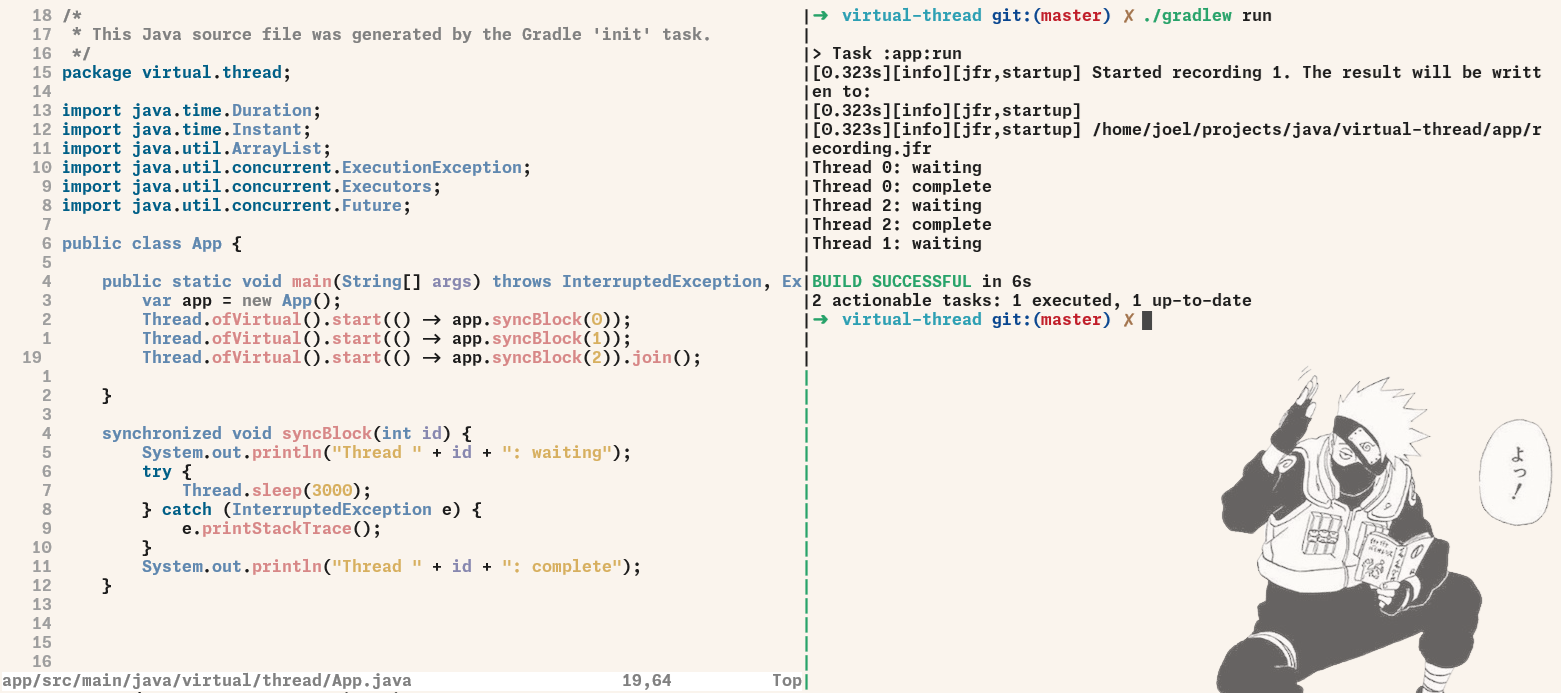 18 /*
17  * This Java source file was generated by the Gradle 'init' task.
16  */
15 package virtual.thread;
14
13 import java.time.Duration;
12 import java.time.Instant;
11 import java.util.ArrayList;
10 import java.util.concurrent.ExecutionException;
9 import java.util.concurrent.Executors;
8 import java.util.concurrent.Future;
7
6 public class App {
5
4     public static void main(String[] args) throws InterruptedException, Ex
3         var app = new App();
2         Thread.ofVirtual().start(() → app.syncBlock(0));
1         Thread.ofVirtual().start(() → app.syncBlock(1));
19         Thread.ofVirtual().start(() → app.syncBlock(2)).join();
1
2     }
3
4     synchronized void syncBlock(int id) {
5         System.out.println("Thread " + id + ": waiting");
6         try {
7             Thread.sleep(3000);
8         } catch (InterruptedException e) {
9             e.printStackTrace();
10         }
11         System.out.println("Thread " + id + ": complete");
12     }
13
14
15
16
app/src/main/java/virtual/thread/App.java 19,64 Top
➜ virtual-thread git:(master) ✗ ./gradlew run
> Task :app:run
[0.323s][info][jfr,startup] Started recording 1. The result will be writt
en to:
[0.323s][info][jfr,startup]
[0.323s][info][jfr,startup] /home/joel/projects/java/virtual-thread/app/r
ecording.jfr
Thread 0: waiting
Thread 0: complete
Thread 2: waiting
Thread 2: complete
Thread 1: waiting
BUILD SUCCESSFUL in 6s
2 actionable tasks: 1 executed, 1 up-to-date
➜ virtual-thread git:(master) ✗
よっ!